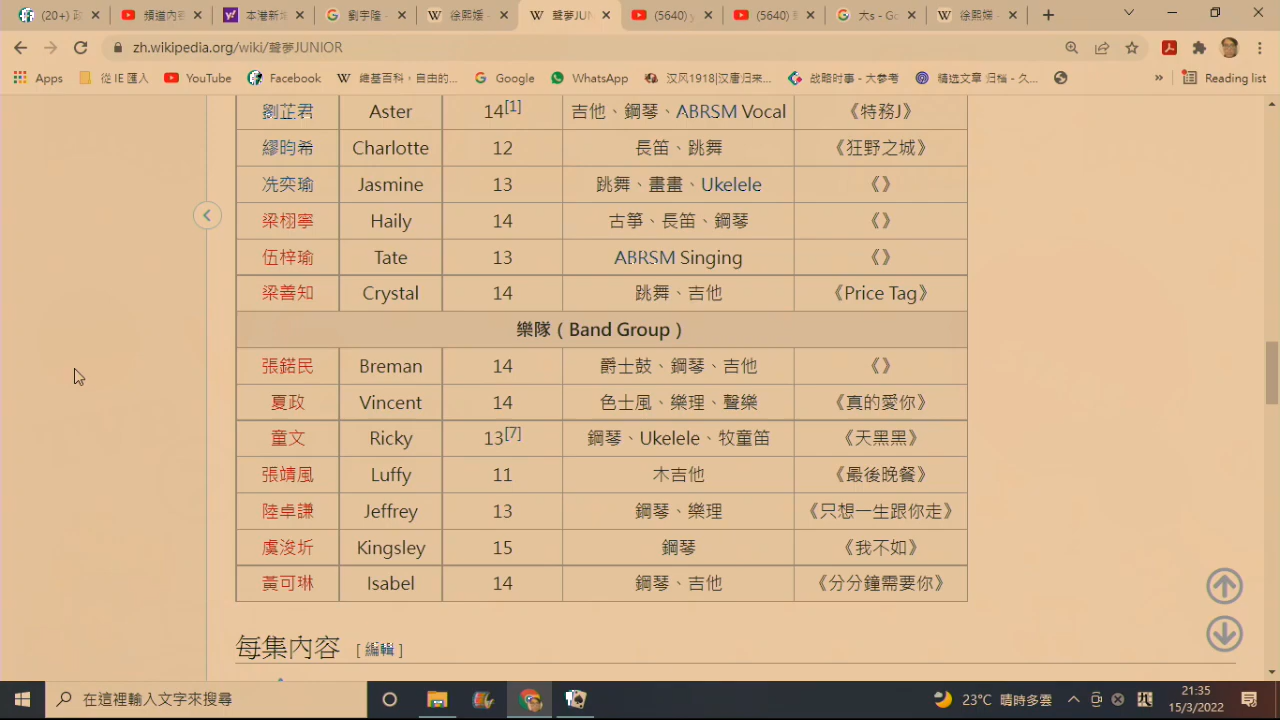 (20+) 政
頻道內容
本港新增
劉宇隆 -
徐熙媛 -
聲夢JUN
(5640) y
(5640) 
大s - Go
徐熙媛 -
zh.wikipedia.org/wiki/聲夢JUNIOR
Apps 從 IE 匯入 YouTube Facebook 維基百科，自由的... Google WhatsApp 汉风1918|汉唐归来... 战略时事 - 大参考 精选文章 归档 - 久... » Reading list
劉芷君 Aster 14[1] 吉他、鋼琴、ABRSM Vocal 《特務J》
繆昀希 Charlotte 12 長笛、跳舞 《狂野之城》
冼奕瑜 Jasmine 13 跳舞、畫畫、Ukelele 《》
梁栩寧 Haily 14 古箏、長笛、鋼琴 《》
伍梓瑜 Tate 13 ABRSM Singing 《》
梁善知 Crystal 14 跳舞、吉他 《Price Tag》
樂隊（Band Group）
張鍩民 Breman 14 爵士鼓、鋼琴、吉他 《》
夏政 Vincent 14 色士風、樂理、聲樂 《真的愛你》
童文 Ricky 13[7] 鋼琴、Ukelele、牧童笛 《天黑黑》
張靖風 Luffy 11 木吉他 《最後晚餐》
陸卓謙 Jeffrey 13 鋼琴、樂理 《只想一生跟你走》
虞浚圻 Kingsley 15 鋼琴 《我不如》
黃可琳 Isabel 14 鋼琴、吉他 《分分鐘需要你》
每集內容 [編輯]
在這裡輸入文字來搜尋
23°C 晴時多雲
21:35
15/3/2022